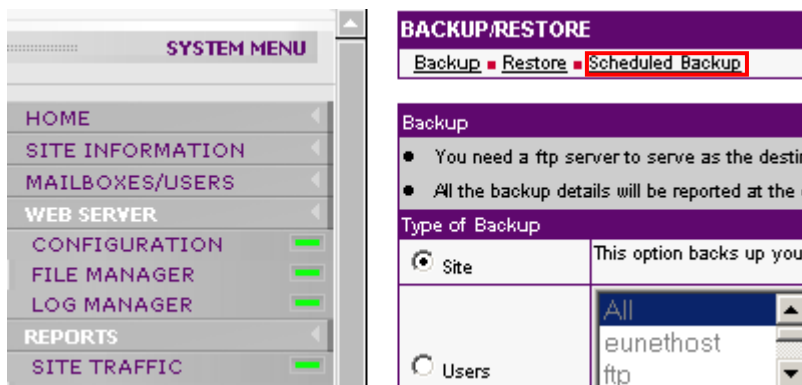 SYSTEM MENU
HOME
SITE INFORMATION
MAILBOXES/USERS
WEB SERVER
CONFIGURATION
FILE MANAGER
LOG MANAGER
REPORTS
SITE TRAFFIC
BACKUP/RESTORE
Backup Restore Scheduled Backup
Backup
You need a ftp server to serve as the desti
All the backup details will be reported at the
Type of Backup
Site
This option backs up you
Users
All
eunethost
ftp